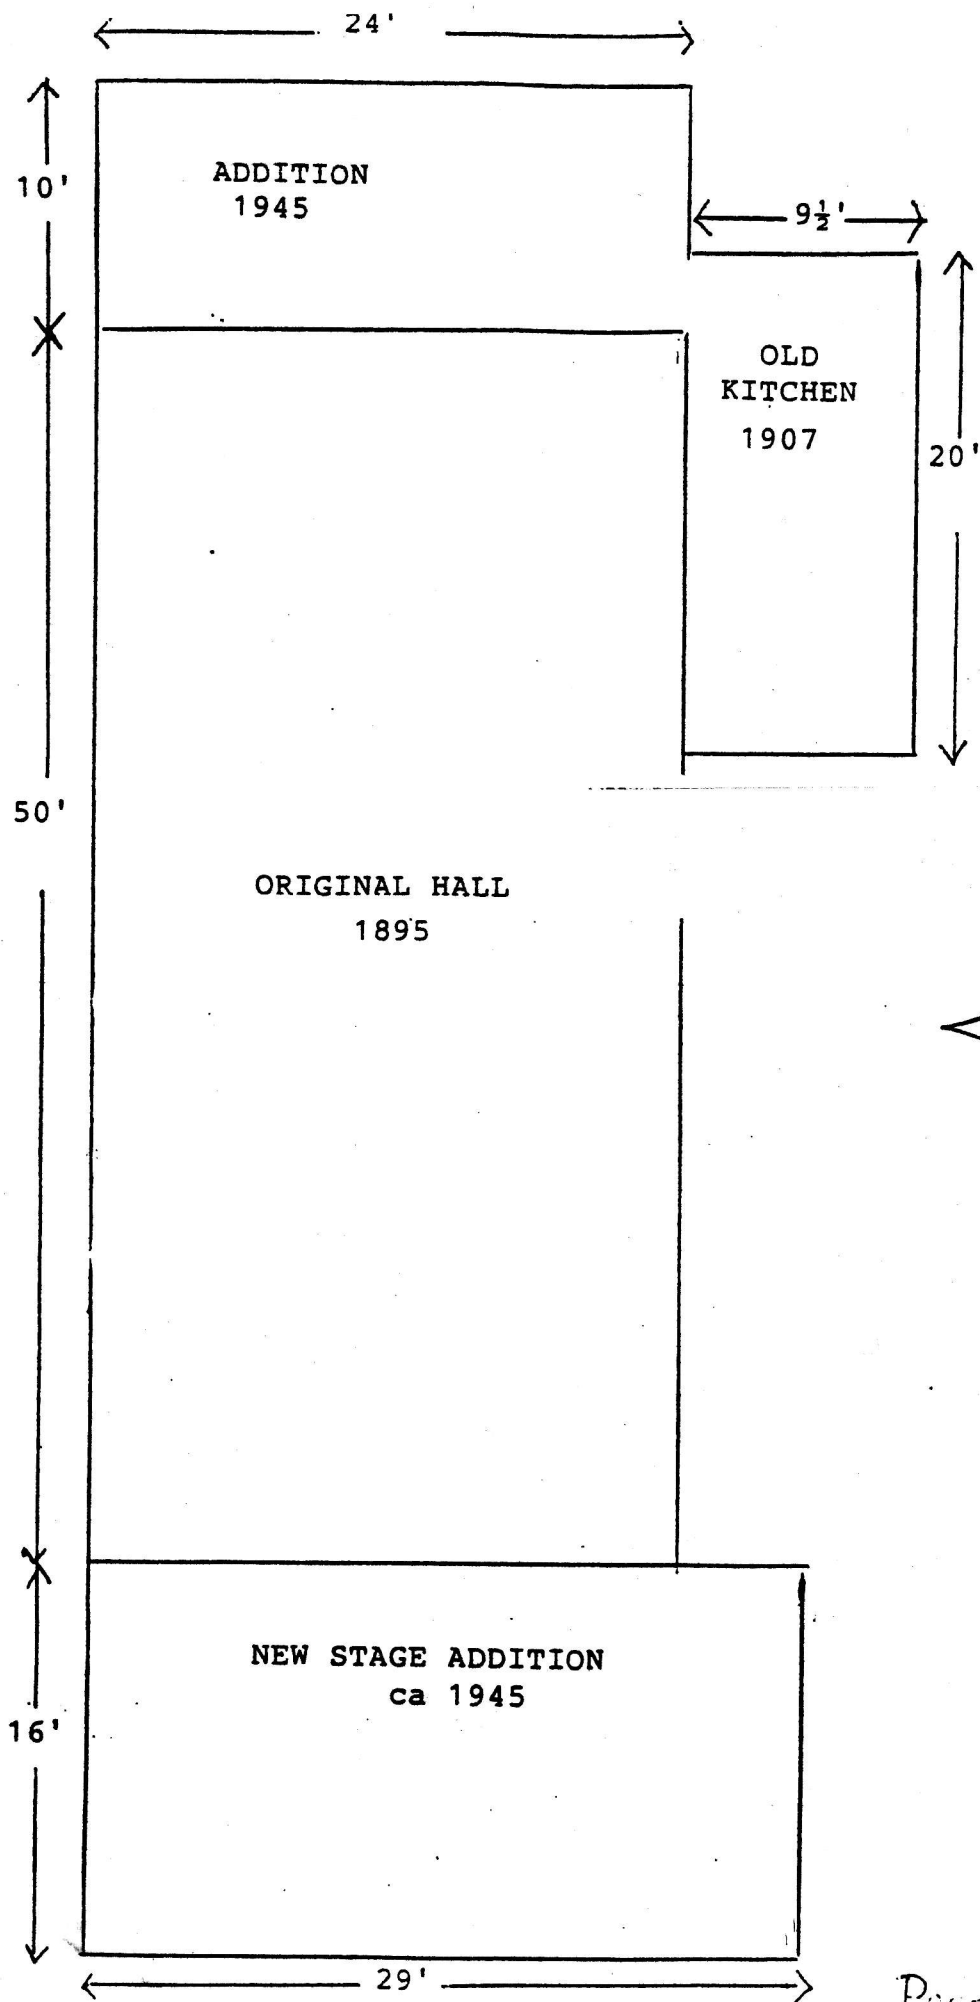 24'
10'
ADDITION
1945
9½'
OLD
KITCHEN
1907
20'
50'
ORIGINAL HALL
1895
NEW STAGE ADDITION
ca 1945
16'
29'